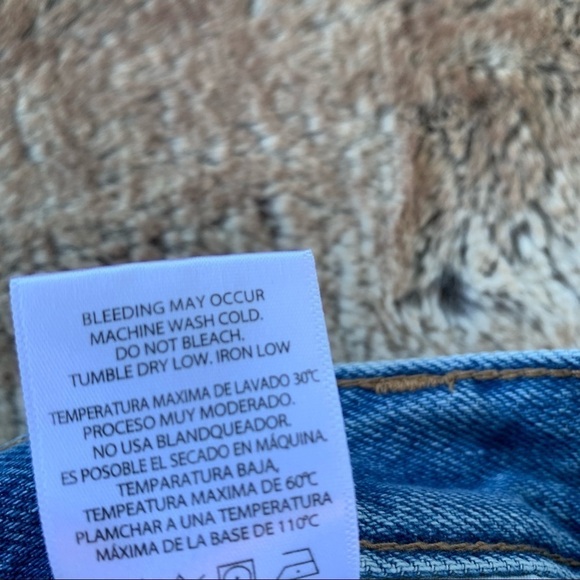 BLEEDING MAY OCCUR
MACHINE WASH COLD.
DO NOT BLEACH.
TUMBLE DRY LOW. IRON LOW
TEMPERATURA MAXIMA DE LAVADO 30℃
PROCESO MUY MODERADO.
NO USA BLANDQUEADOR.
ES POSOBLE EL SECADO EN MÁQUINA.
TEMPARATURA BAJA,
TEMPEATURA MAXIMA DE 60℃
PLAMCHAR A UNA TEMPERATURA
MÁXIMA DE LA BASE DE 110℃